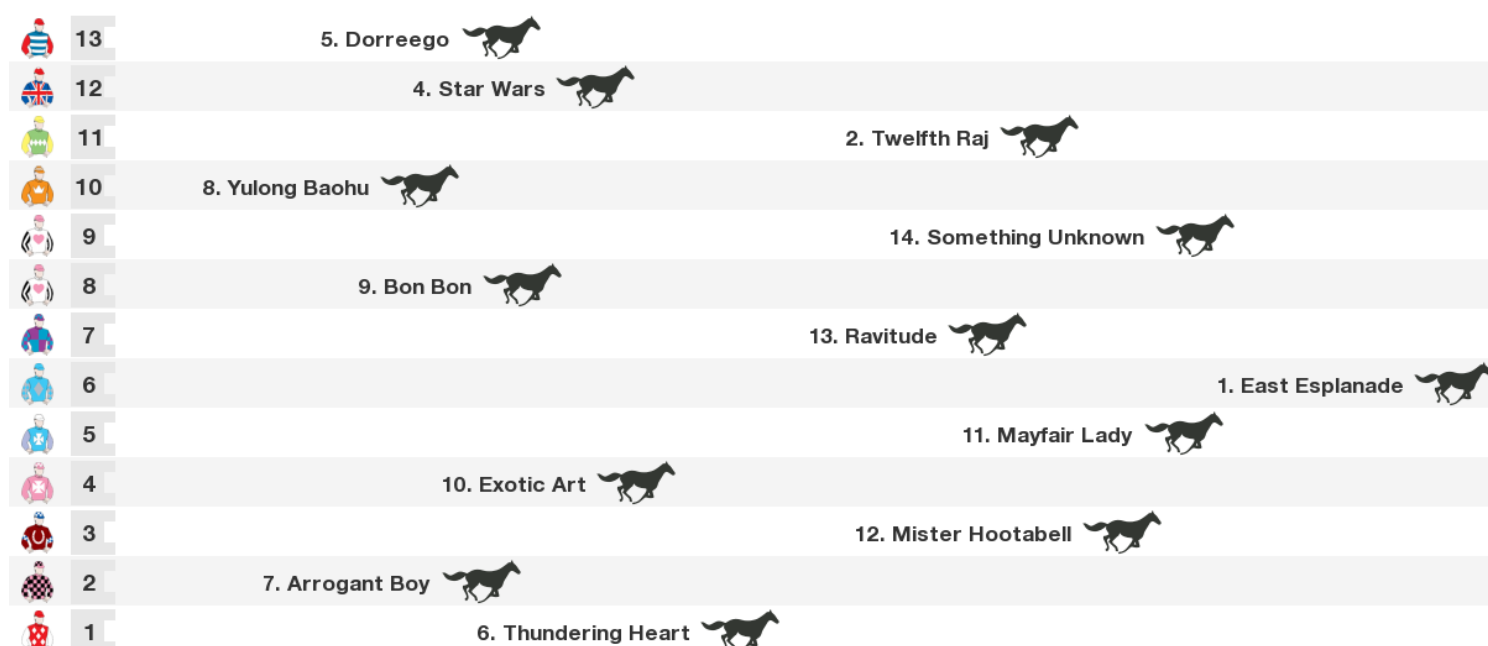 13 5. Dorreego
12 4. Star Wars
11 2. Twelfth Raj
10 8. Yulong Baohu
9 14. Something Unknown
8 9. Bon Bon
7 13. Ravitude
6 1. East Esplanade
5 11. Mayfair Lady
4 10. Exotic Art
3 12. Mister Hootabell
2 7. Arrogant Boy
1 6. Thundering Heart